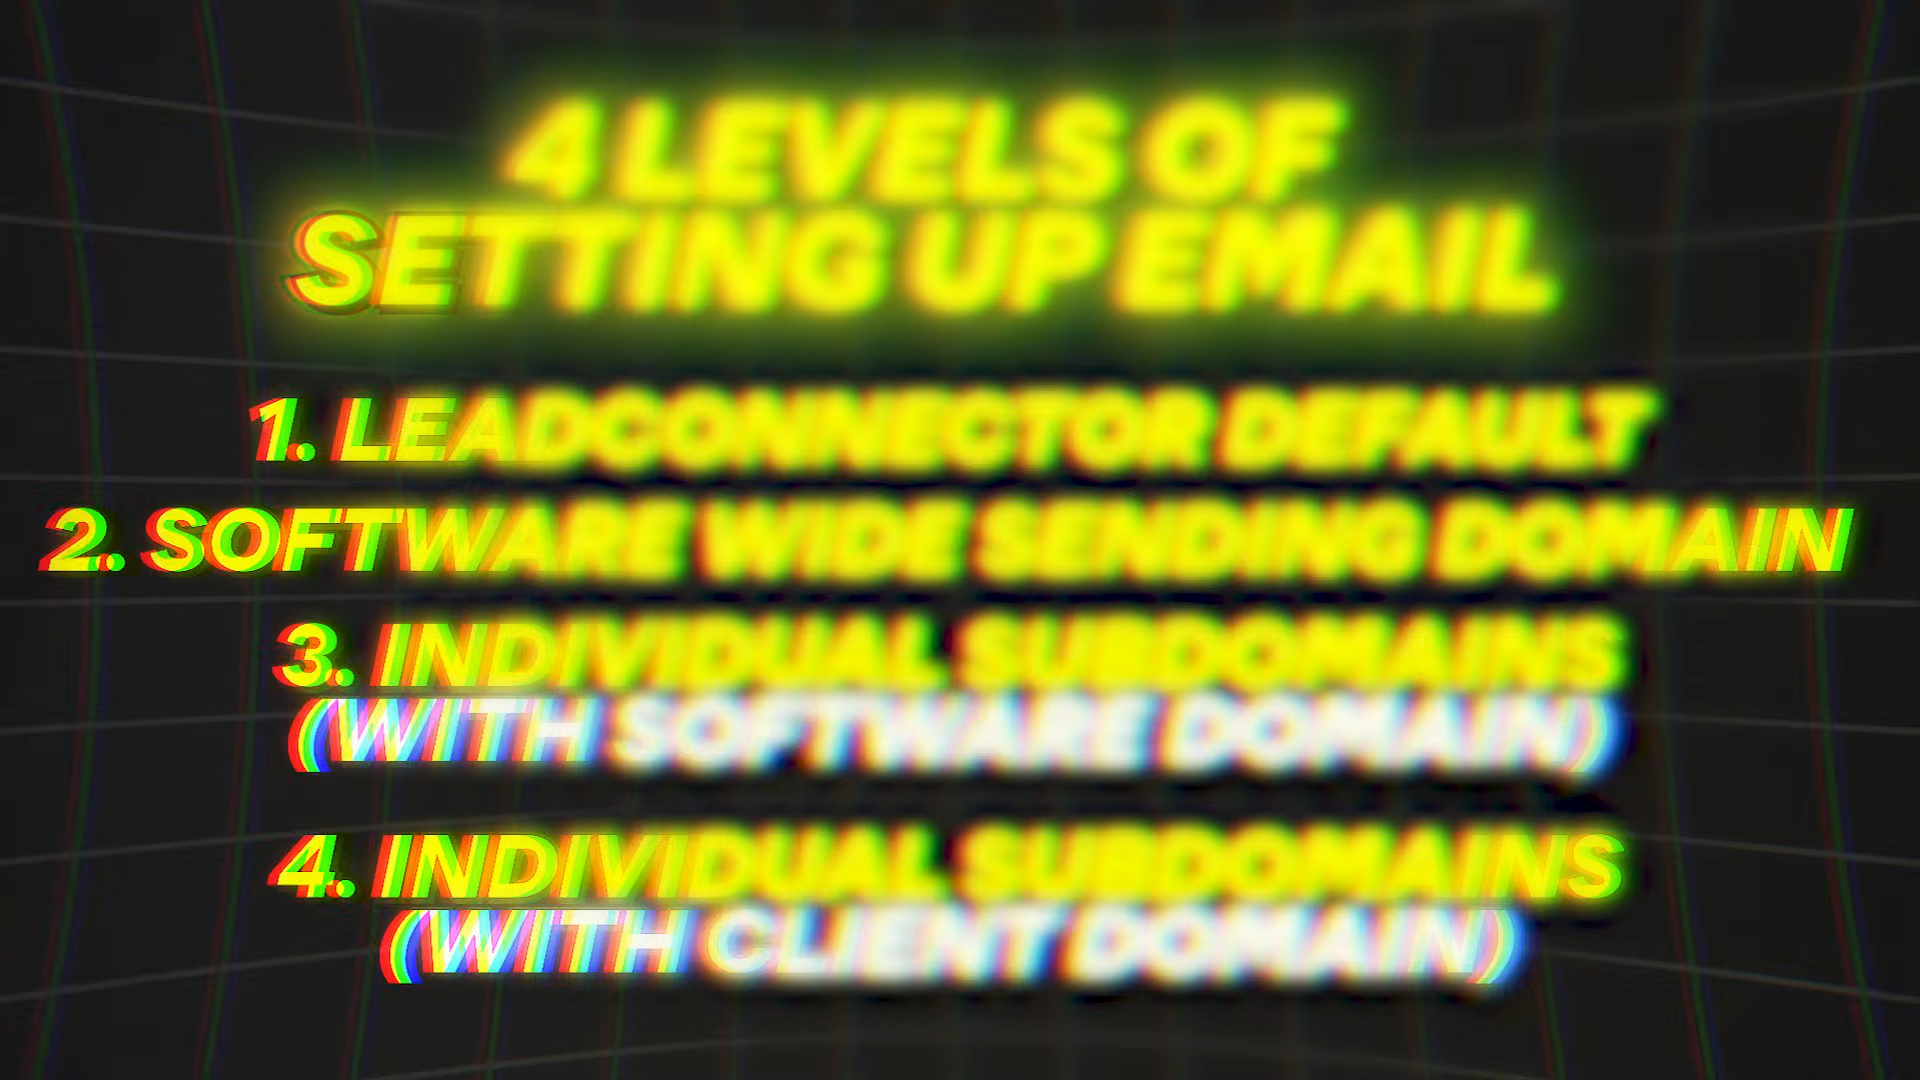 4 LEVELS OF
SETTING UP EMAIL
1. LEADCONNECTOR DEFAULT
2. SOFTWARE WIDE SENDING DOMAIN
3. INDIVIDUAL SUBDOMAINS
(WITH SOFTWARE DOMAIN)
4. INDIVIDUAL SUBDOMAINS
(WITH CLIENT DOMAIN)